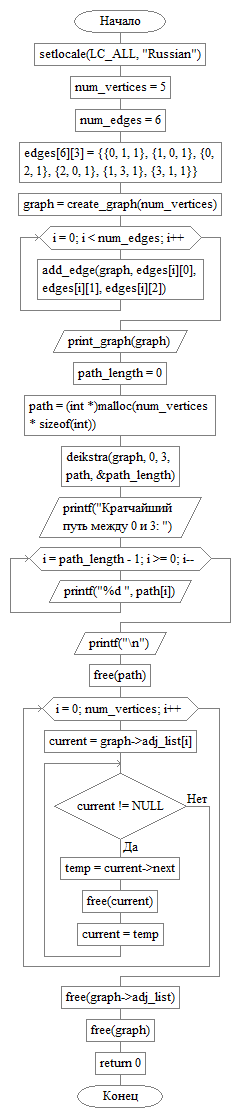 Начало
setlocale(LC_ALL, "Russian")
num_vertices = 5
num_edges = 6
edges[6][3] = {{0, 1, 1}, {1, 0, 1}, {0,
2, 1}, {2, 0, 1}, {1, 3, 1}, {3, 1, 1}}
graph = create_graph(num_vertices)
i = 0; i < num_edges; i++
add_edge(graph, edges[i][0],
edges[i][1], edges[i][2])
print_graph(graph)
path_length = 0
path = (int *)malloc(num_vertices
* sizeof(int))
deikstra(graph, 0, 3,
path, &path_length)
printf("Кратчайший
путь между 0 и 3: ")
i = path_length - 1; i >= 0; i--
printf("%d ", path[i])
printf("\n")
free(path)
i = 0; num_vertices; i++
current = graph->adj_list[i]
current != NULL
Нет
Да
temp = current->next
free(current)
current = temp
free(graph->adj_list)
free(graph)
return 0
Конец